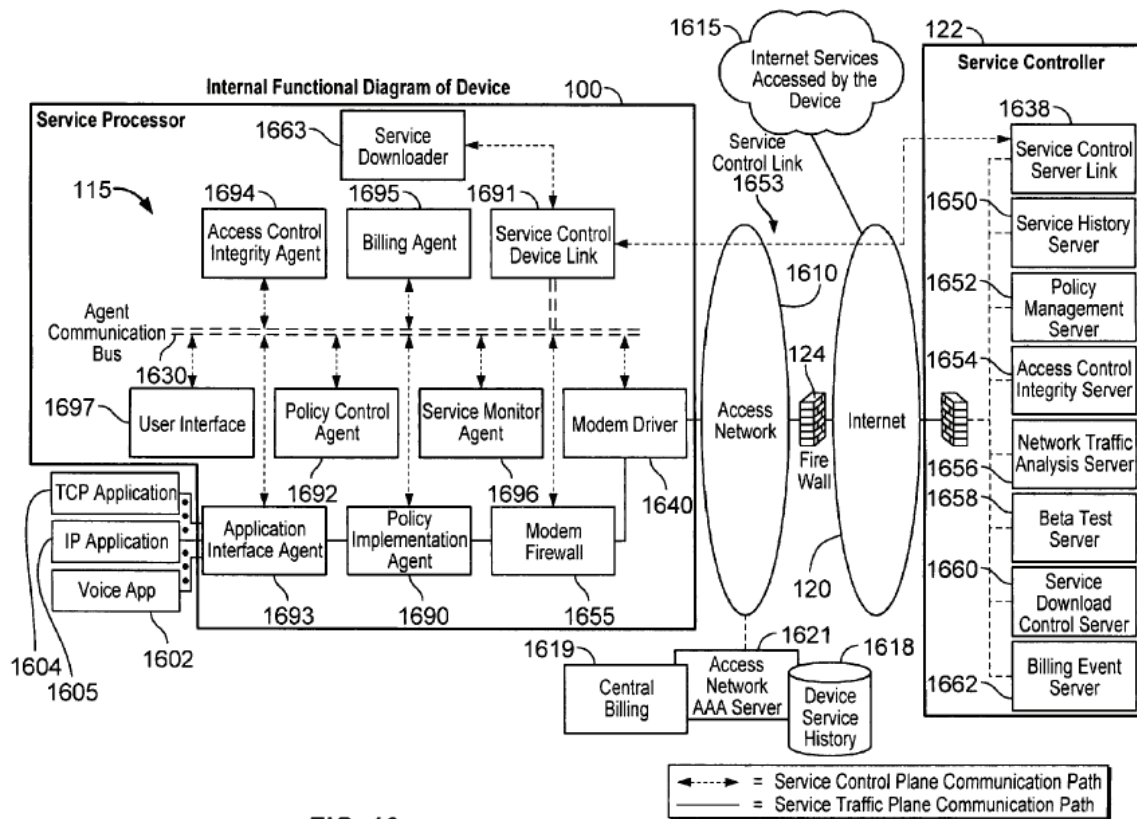 Internal Functional Diagram of Device
100
Service Processor
115
1663
Service
Downloader
1694
Access Control
Integrity Agent
1695
Billing Agent
1691
Service Control
Device Link
Agent
Communication
Bus
1630
1697
User Interface
Policy Control
Agent
1692
Service Monitor
Agent
1696
Modem Driver
1640
TCP Application
IP Application
Voice App
1604
1605
1602
Application
Interface Agent
1693
Policy
Implementation
Agent
1690
Modem
Firewall
1655
1615
Internet Services
Accessed by the
Device
Service
Control Link
1653
1610
Access
Network
124
Fire
Wall
Internet
120
1619
Central
Billing
1621
Access
Network
AAA Server
1618
Device
Service
History
122
Service Controller
1638
Service Control
Server Link
1650
Service History
Server
1652
Policy
Management
Server
1654
Access Control
Integrity Server
1656
Network Traffic
Analysis Server
1658
Beta Test
Server
1660
Service
Download
Control Server
1662
Billing Event
Server
= Service Control Plane Communication Path
= Service Traffic Plane Communication Path